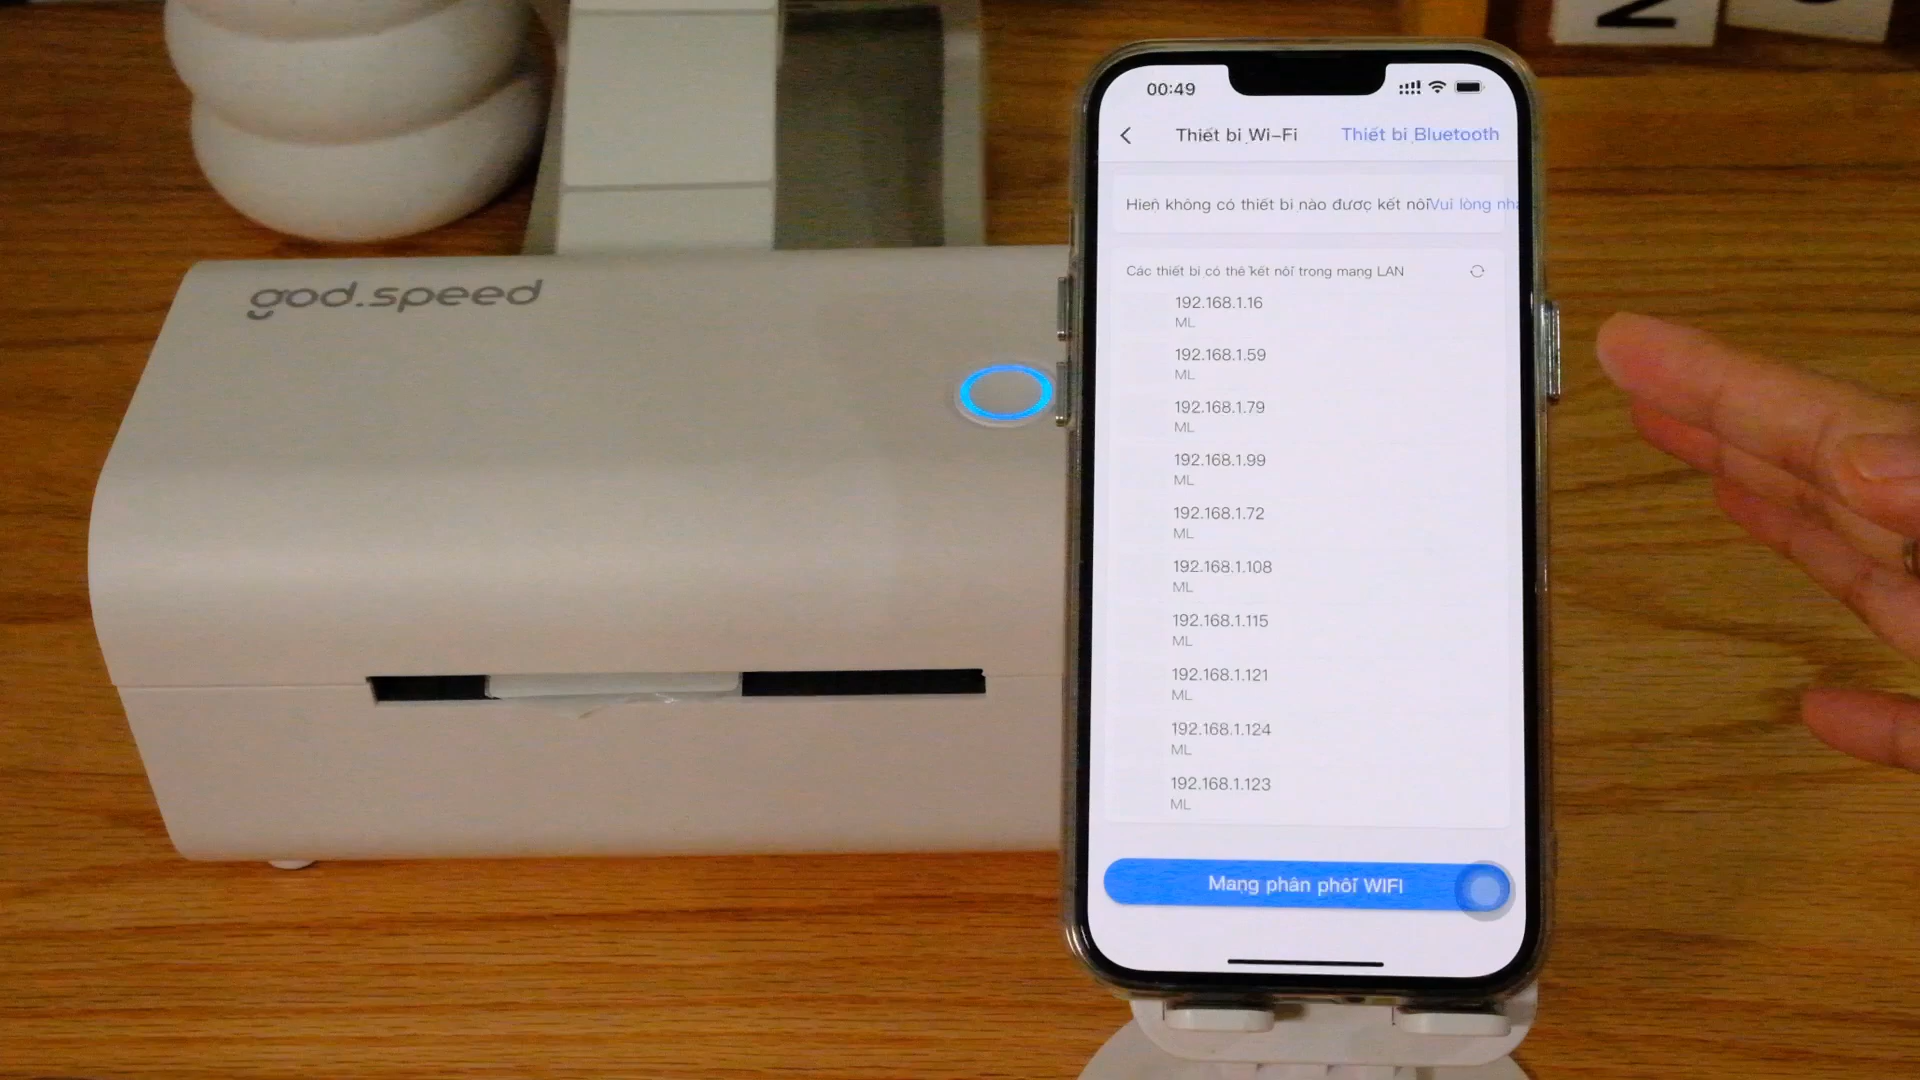 god.speed
00:49
Thiết bị Wi-Fi
Thiết bị Bluetooth
Hiện không có thiết bị nào được kết nối Vui lòng
Các thiết bị có thể kết nối trong mạng LAN
192.168.1.16
ML
192.168.1.59
ML
192.168.1.79
ML
192.168.1.99
ML
192.168.1.72
ML
192.168.1.108
ML
192.168.1.115
ML
192.168.1.121
ML
192.168.1.124
ML
192.168.1.123
ML
Mạng phân phối WIFI